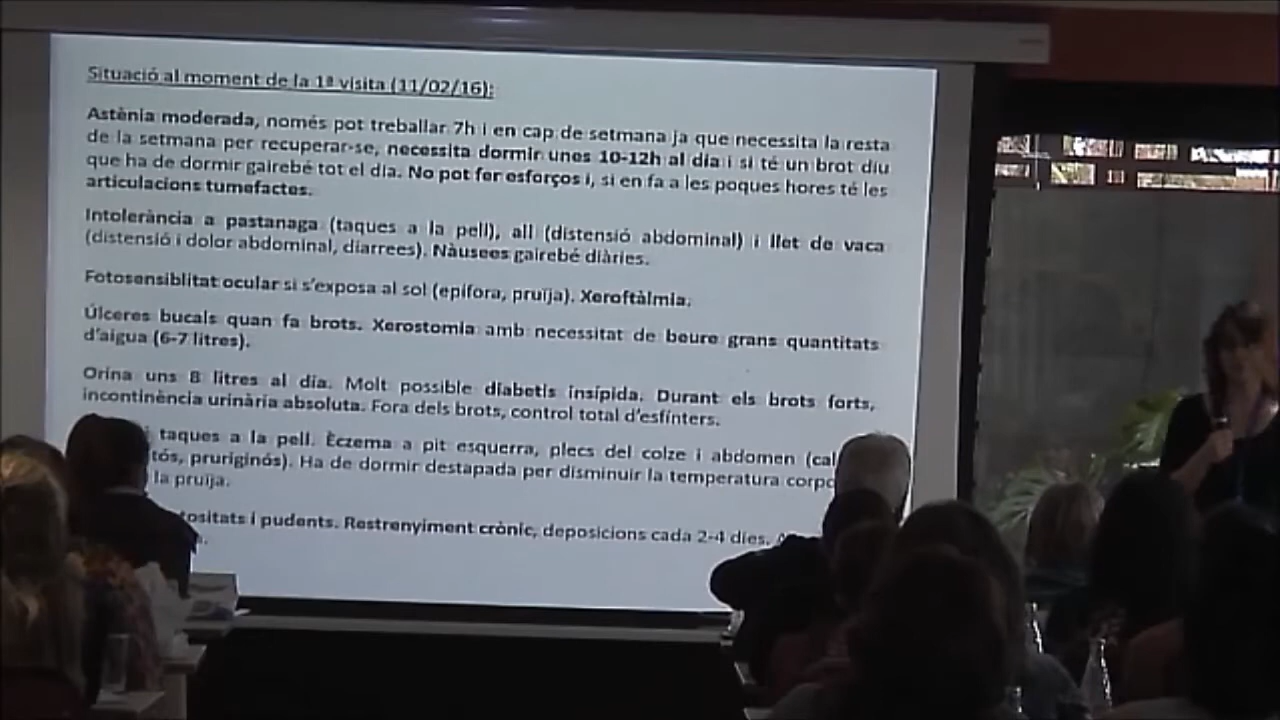 Situació al moment de la 1ª visita (11/02/16):
Astènia moderada, només pot treballar 7h i en cap de setmana ja que necessita la resta
de la setmana per recuperar-se, necessita dormir unes 10-12h al dia i si té un brot diu
que ha de dormir gairebé tot el dia. No pot fer esforços i, si en fa a les poques hores té les
articulacions tumefactes.
Intolerància a pastanaga (taques a la pell), all (distensió abdominal) i llet de vaca
(distensió i dolor abdominal, diarrees). Nàusees gairebé diàries.
Fotosensiblitat ocular si s'exposa al sol (epífora, pruïja). Xeroftàlmia.
Úlceres bucals quan fa brots. Xerostomia amb necessitat de beure grans quantitats
d'aigua (6-7 litres).
Orina uns 8 litres al dia. Molt possible diabetis insípida. Durant els brots forts,
incontinència urinària absoluta. Fora dels brots, control total d'esfínters.
taques a la pell. Èczema a pit esquerra, plecs del colze i abdomen
pruriginós). Ha de dormir destapada per disminuir la temperatura
la pruïja.
i pudents. Restrenyiment crònic, deposicions cada 2-4 dies.